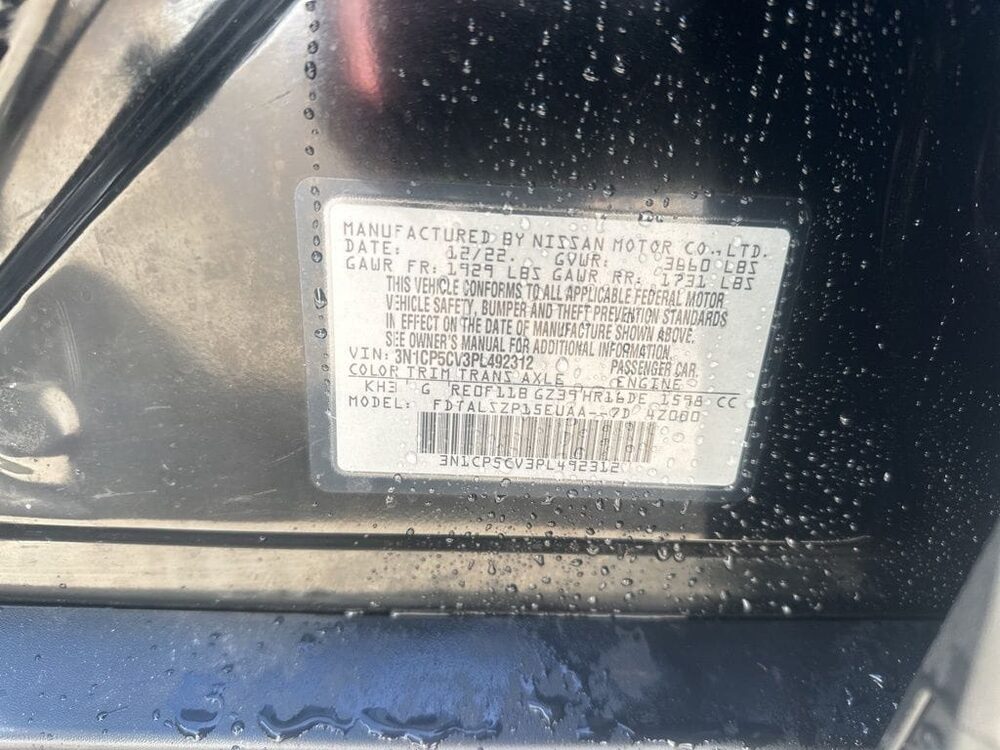 MANUFACTURED BY NISSAN MOTOR CO., LTD.
DATE: 12/22. GVWR: 3660 LBS
GAWR FR: 1929 LBS GAWR RR: 1731 LBS
THIS VEHICLE CONFORMS TO ALL APPLICABLE FEDERAL MOTOR
VEHICLE SAFETY, BUMPER AND THEFT PREVENTION STANDARDS
IN EFFECT ON THE DATE OF MANUFACTURE SHOWN ABOVE.
SEE OWNER'S MANUAL FOR ADDITIONAL INFORMATION.
VIN: 3N1CP5CV3PL492312 PASSENGER CAR.
COLOR TRIM TRANS AXLE ENGINE
KH3 G RE0F11B GZ39 HR16DE 1598 CC
MODEL: FDTALSZP15EUAA--7D 4Z000
3N1CP5CV3PL492312